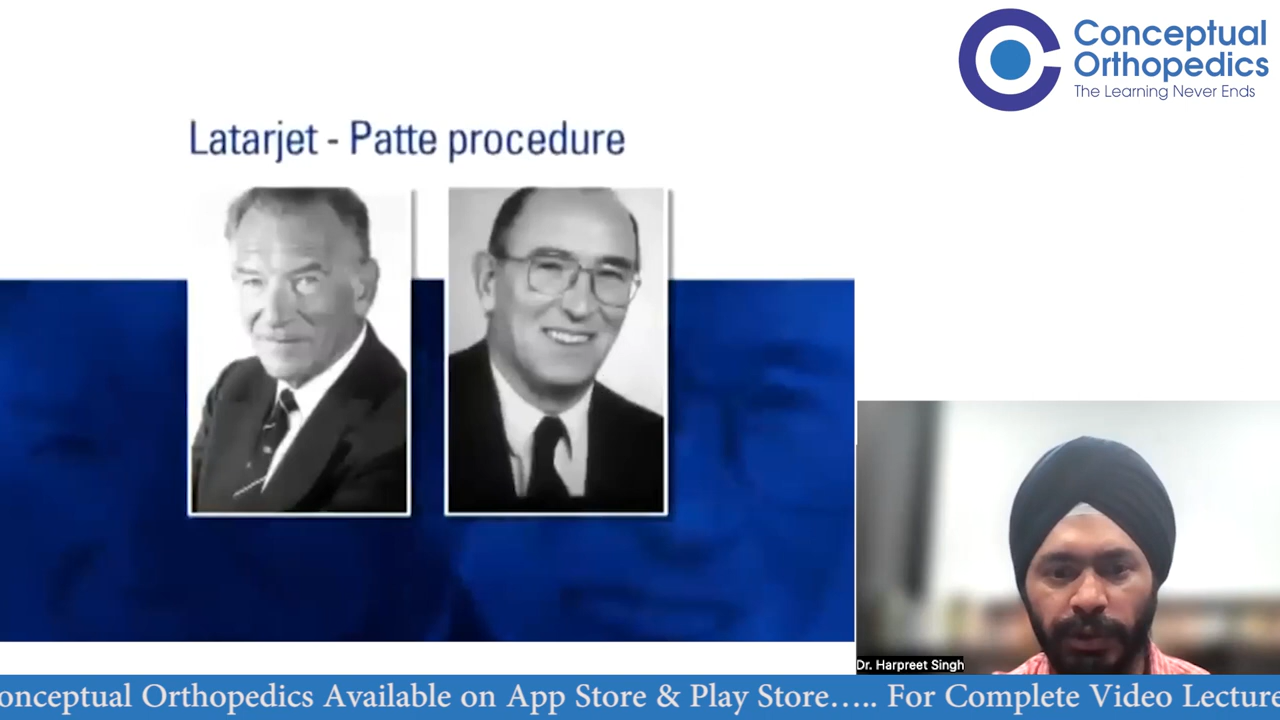 Conceptual
Orthopedics
The Learning Never Ends
Latarjet - Patte procedure
Dr. Harpreet Singh
onceptual Orthopedics Available on App Store & Play Store..... For Complete Video Lecture